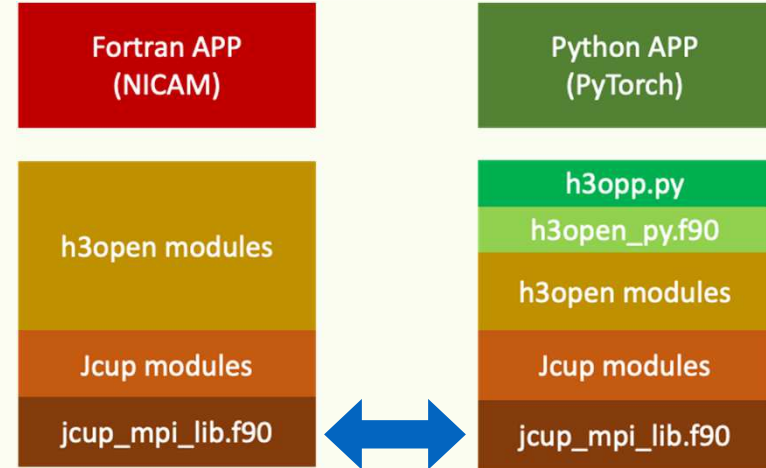 Fortran APP
(NICAM)
h3open modules
Jcup modules
jcup_mpi_lib.f90
Python APP
(PyTorch)
h3opp.py
h3open_py.f90
h3open modules
Jcup modules
jcup_mpi_lib.f90